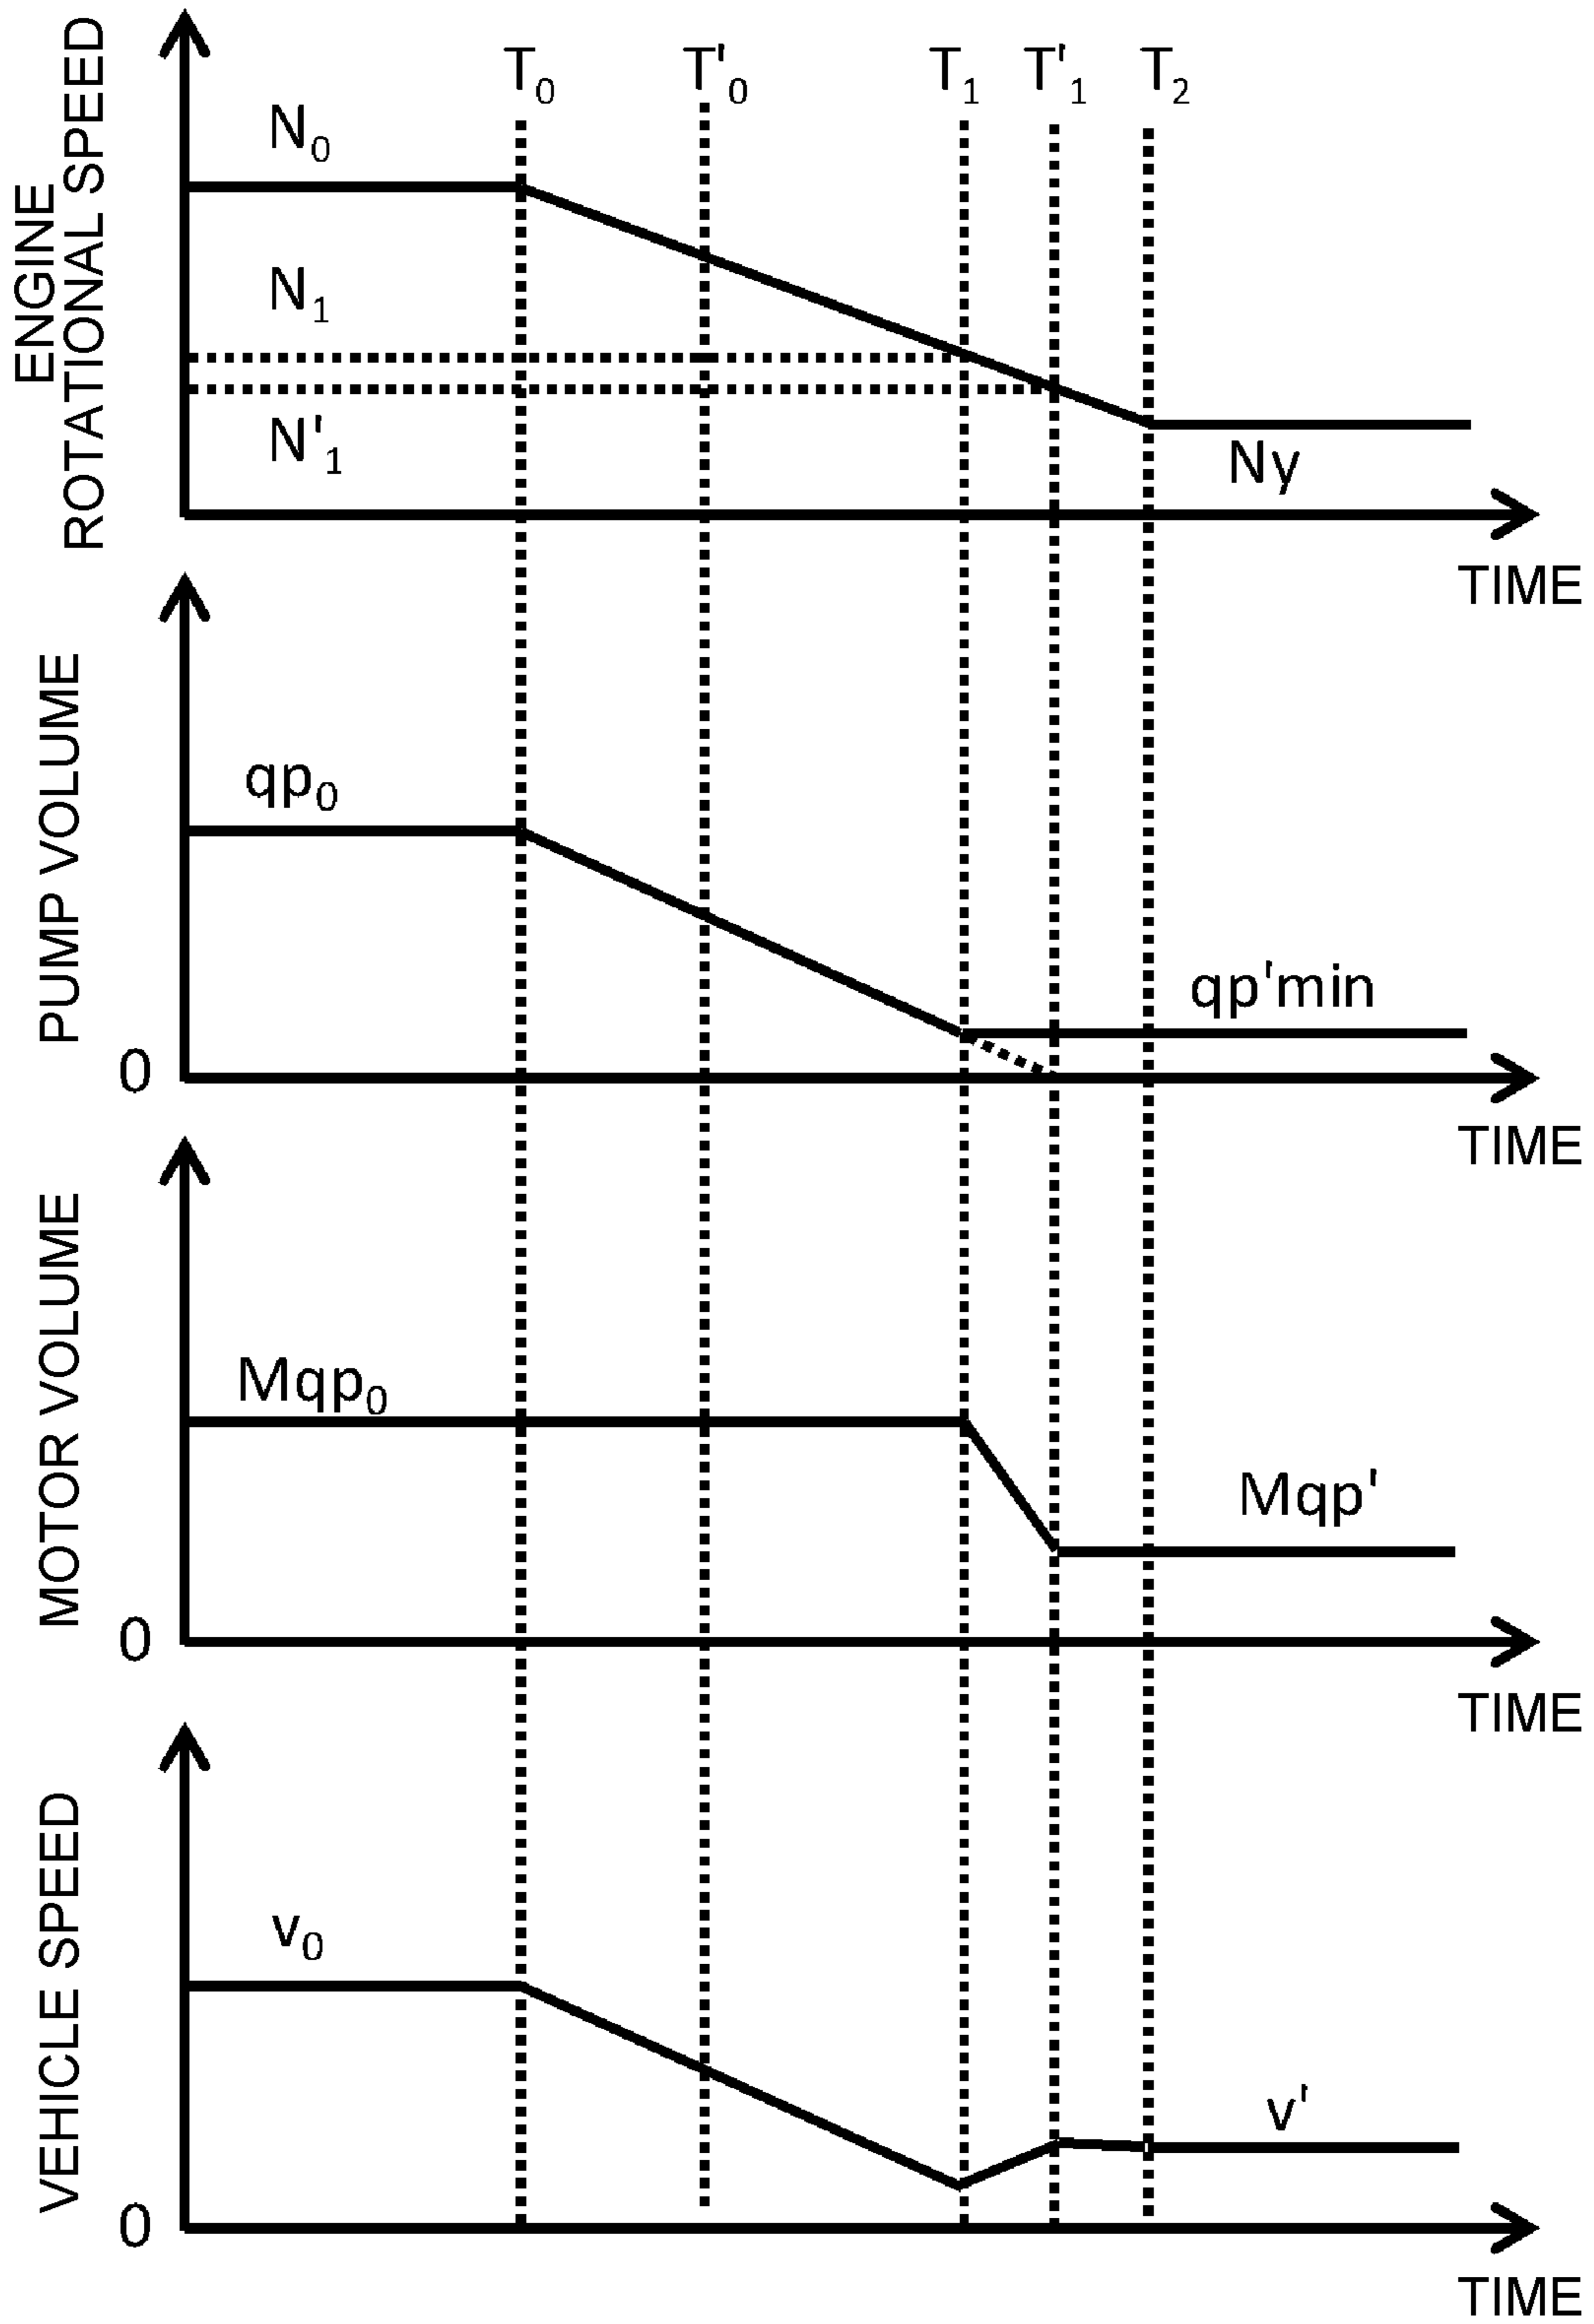 T0 T'0 T1 T'1 T2
ENGINE
ROTATIONAL SPEED
N0
N1
N'1
Ny
TIME
PUMP VOLUME
qp0
qp'min
0
TIME
MOTOR VOLUME
Mqp0
Mqp'
0
TIME
VEHICLE SPEED
v0
v'
0
TIME